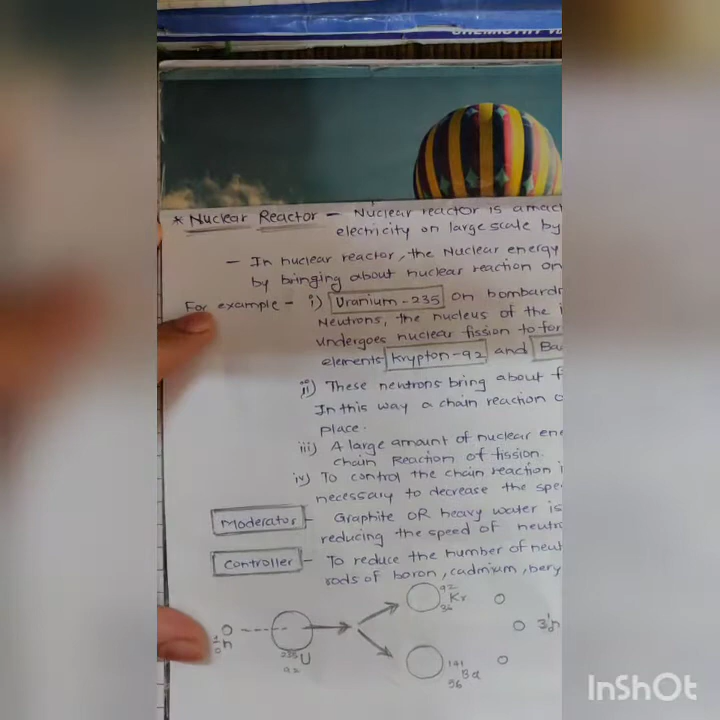 * Nuclear Reactor - Nuclear reactor is a mac
electricity on large scale by
- In nuclear reactor, the Nuclear energy
by bringing about nuclear reaction on
For example - i) Uranium-235 on bombard
Neutrons, the nucleus of the
undergoes nuclear fission to for
elements Krypton-92 and Ba
ii) These neutrons bring about f
In this way a chain reaction
place.
iii) A large amount of nuclear ene
chain Reaction of fission.
iv) To control the chain reaction
necessary to decrease the spe
Moderator - Graphite OR heavy water is
reducing the speed of neutro
Controller - To reduce the number of neut
rods of boron, cadmium, bery
92 Kr 36
1 0 n
3 1 0 n
235 U 92
141 Ba 56
InShOt